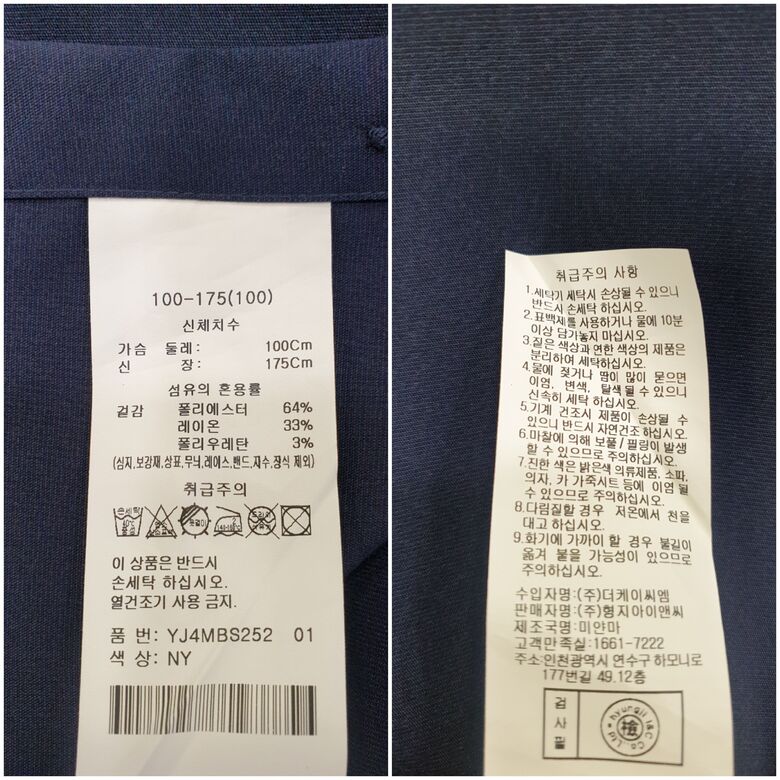 100-175(100)
신체치수
가슴 둘레: 100Cm
신 장: 175Cm
섬유의 혼용률
겉감 폴리에스터 64%
레이온 33%
폴리우레탄 3%
(심지,보강재,상표,무늬,레이스,밴드,자수,장식 제외)
취급주의
손세탁
40℃
옷걸이
드라이
이 상품은 반드시
손세탁 하십시오.
열건조기 사용 금지.
품 번: YJ4MBS252 01
색 상: NY
취급주의 사항
1.세탁기 세탁시 손상될 수 있으니
반드시 손세탁 하십시오.
2.표백제를 사용하거나 물에 10분
이상 담기놓지 마십시오.
3.짙은 색상과 연한 색상의 제품은
분리하여 세탁하십시오.
4.물에 젖거나 땀이 많이 묻으면
이염, 변색, 탈색될 수 있으니
신속히 세탁 하십시오.
5.기계 건조시 제품이 손상될 수
있으니 반드시 자연건조 하십시오.
6.마찰에 의해 보풀/필링이 발생
할 수 있으므로 주의하십시오.
7.진한 색은 밝은색 의류제품, 소파,
의자, 카 가죽시트 등에 이염 될
수 있으므로 주의하십시오.
8.다림질할 경우 저온에서 천을
대고 하십시오.
9.화기에 가까이 할 경우 불길이
옮겨 붙을 가능성이 있으므로
주의하십시오.
수입자명:(주)더케이씨엠
판매자명:(주)형지아이앤씨
제조국명:미얀마
고객만족실:1661-7222
주소:인천광역시 연수구 하모니로
177번길 49.12층
검사필
hyungji I&C Co.,Ltd
檢